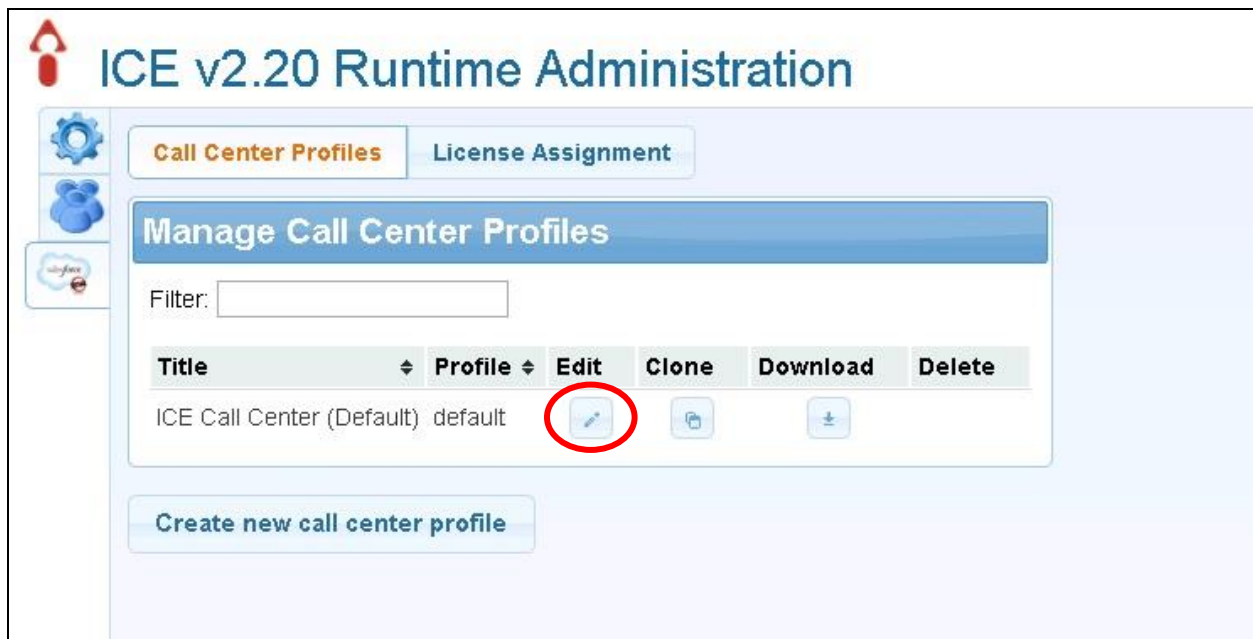 ICE v2.20 Runtime Administration
Call Center Profiles License Assignment
Manage Call Center Profiles
Filter:
Title Profile Edit Clone Download Delete
ICE Call Center (Default) default
Create new call center profile